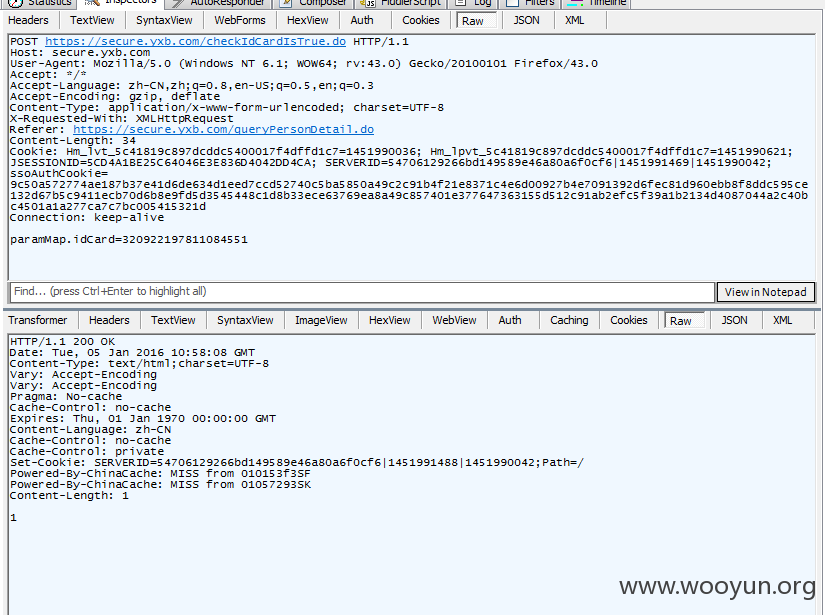 Statistics Inspectors AutoResponder Composer FiddlerScript Log Filters Timeline
Headers TextView SyntaxView WebForms HexView Auth Cookies Raw JSON XML
POST https://secure.yxb.com/checkIdCardIsTrue.do HTTP/1.1
Host: secure.yxb.com
User-Agent: Mozilla/5.0 (Windows NT 6.1; WOW64; rv:43.0) Gecko/20100101 Firefox/43.0
Accept: */*
Accept-Language: zh-CN,zh;q=0.8,en-US;q=0.5,en;q=0.3
Accept-Encoding: gzip, deflate
Content-Type: application/x-www-form-urlencoded; charset=UTF-8
X-Requested-With: XMLHttpRequest
Referer: https://secure.yxb.com/queryPersonDetail.do
Content-Length: 34
Cookie: Hm_lvt_5c41819c897dcddc5400017f4dffd1c7=1451990036; Hm_lpvt_5c41819c897dcddc5400017f4dffd1c7=1451990621;
JSESSIONID=5CD4A1BE25C64046E3E836D4042DD4CA; SERVERID=54706129266bd149589e46a80a6f0cf6|1451991469|1451990042;
ssoAuthCookie=
9c50a572774ae187b37e41d6de634d1eed7ccd52740c5ba5850a49c2c91b4f21e8371c4e6d00927b4e7091392d6fec81d960ebb8f8ddc595ce
132d67b5c9411ecb70d6b8e9fd5d3545448c1d8b33ece63769ea8a49c857401e377647363155d512c91ab2efc5f39a1b2134d4087044a2c40b
c4501a1a277ca7c7bc005415321d
Connection: keep-alive
paramMap.idCard=320922197811084551
Find... (press Ctrl+Enter to highlight all) View in Notepad
Transformer Headers TextView SyntaxView ImageView HexView WebView Auth Caching Cookies Raw JSON XML
HTTP/1.1 200 OK
Date: Tue, 05 Jan 2016 10:58:08 GMT
Content-Type: text/html;charset=UTF-8
Vary: Accept-Encoding
Vary: Accept-Encoding
Pragma: No-cache
Cache-Control: no-cache
Expires: Thu, 01 Jan 1970 00:00:00 GMT
Content-Language: zh-CN
Cache-Control: no-cache
Cache-Control: private
Set-Cookie: SERVERID=54706129266bd149589e46a80a6f0cf6|1451991488|1451990042;Path=/
Powered-By-ChinaCache: MISS from 010153f3SF
Powered-By-ChinaCache: MISS from 01057293SK
Content-Length: 1
1
www.wooyun.org